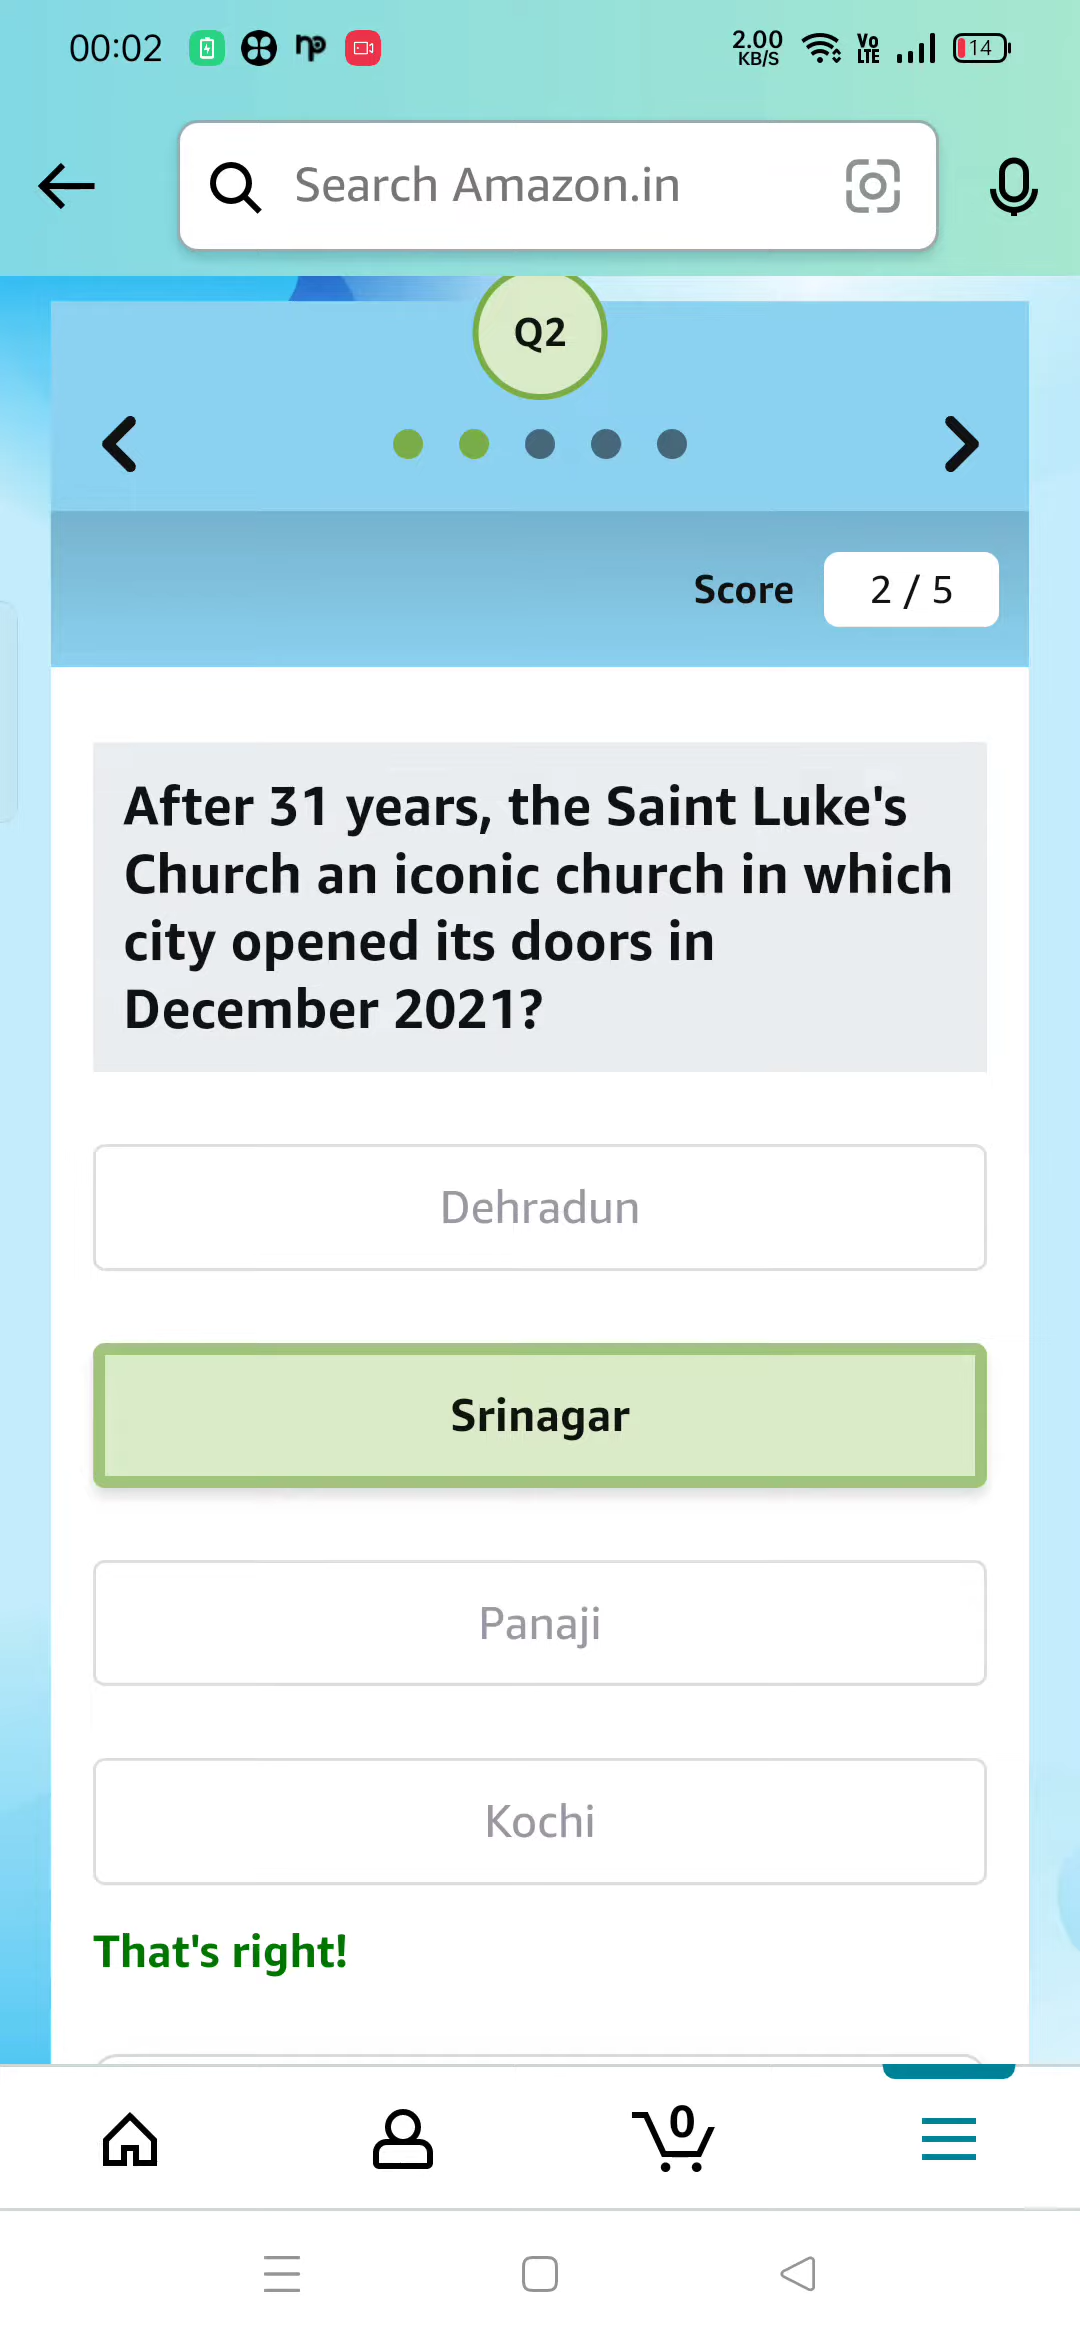 00:02
2.00
KB/S
Vo
LTE
14
Search Amazon.in
Q2
Score 2 / 5
After 31 years, the Saint Luke's
Church an iconic church in which
city opened its doors in
December 2021?
Dehradun
Srinagar
Panaji
Kochi
That's right!
0